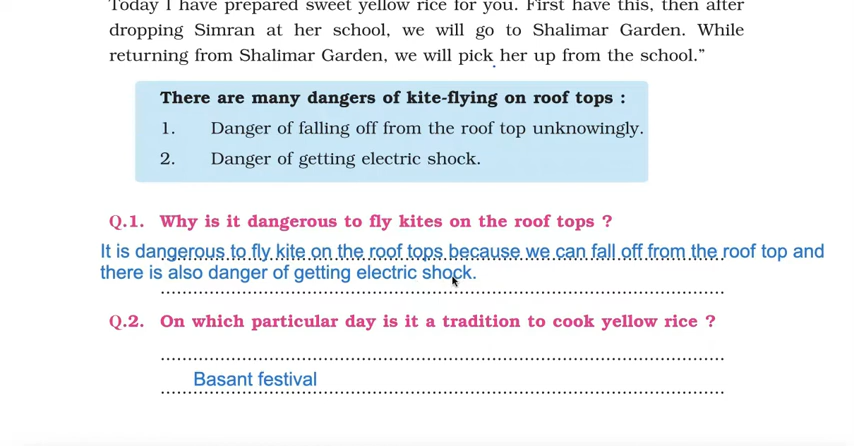 Today I have prepared sweet yellow rice for you. First have this, then after
dropping Simran at her school, we will go to Shalimar Garden. While
returning from Shalimar Garden, we will pick her up from the school.”
There are many dangers of kite-flying on roof tops :
1. Danger of falling off from the roof top unknowingly.
2. Danger of getting electric shock.
Q.1. Why is it dangerous to fly kites on the roof tops ?
It is dangerous to fly kite on the roof tops because we can fall off from the roof top and
there is also danger of getting electric shock.
Q.2. On which particular day is it a tradition to cook yellow rice ?
Basant festival